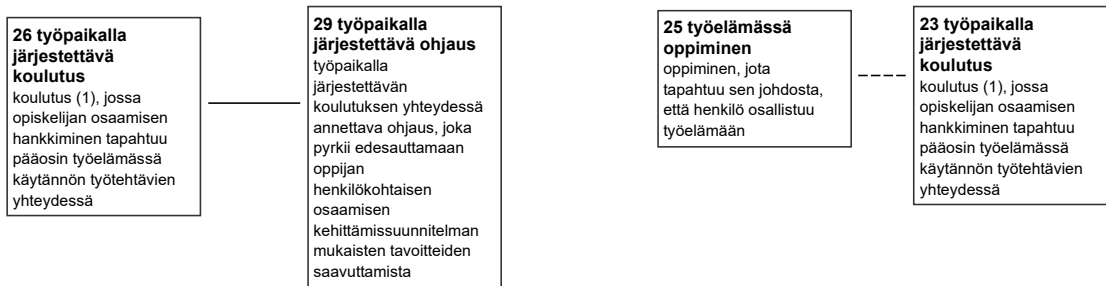 26 työpaikalla
järjestettävä
koulutus
koulutus (1), jossa
opiskelijan osaamisen
hankkiminen tapahtuu
pääosin työelämässä
käytännön työtehtävien
yhteydessä
29 työpaikalla
järjestettävä ohjaus
työpaikalla
järjestettävän
koulutuksen yhteydessä
annettava ohjaus, joka
pyrkii edesauttamaan
oppijan
henkilökohtaisen
osaamisen
kehittämissuunnitelman
mukaisten tavoitteiden
saavuttamista
25 työelämässä
oppiminen
oppiminen, jota
tapahtuu sen johdosta,
että henkilö osallistuu
työelämään
23 työpaikalla
järjestettävä
koulutus
koulutus (1), jossa
opiskelijan osaamisen
hankkiminen tapahtuu
pääosin työelämässä
käytännön työtehtävien
yhteydessä